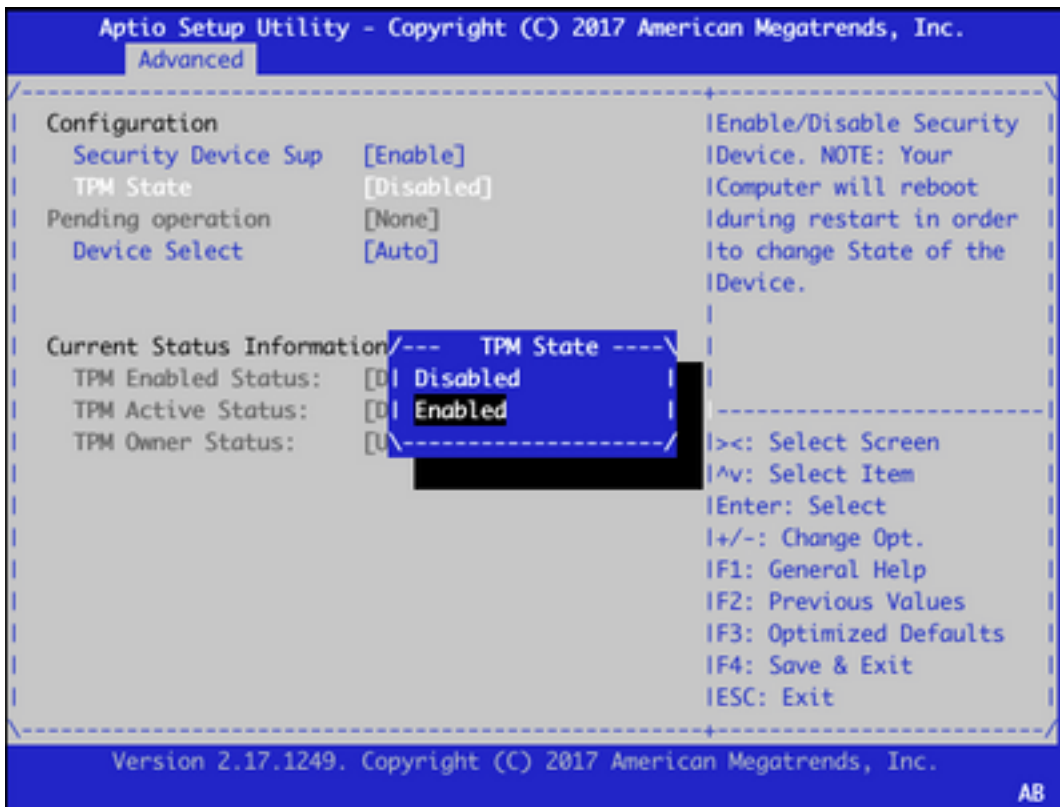 Aptio Setup Utility - Copyright (C) 2017 American Megatrends, Inc.
Advanced
Configuration
Security Device Sup [Enable]
TPM State [Disabled]
Pending operation [None]
Device Select [Auto]
Current Status Information
TPM Enabled Status: [D
TPM Active Status: [D
TPM Owner Status: [U
/--- TPM State ----\
Disabled
Enabled
Enable/Disable Security
Device. NOTE: Your
Computer will reboot
during restart in order
to change State of the
Device.
><: Select Screen
^v: Select Item
Enter: Select
+/-: Change Opt.
F1: General Help
F2: Previous Values
F3: Optimized Defaults
F4: Save & Exit
ESC: Exit
Version 2.17.1249. Copyright (C) 2017 American Megatrends, Inc.
AB